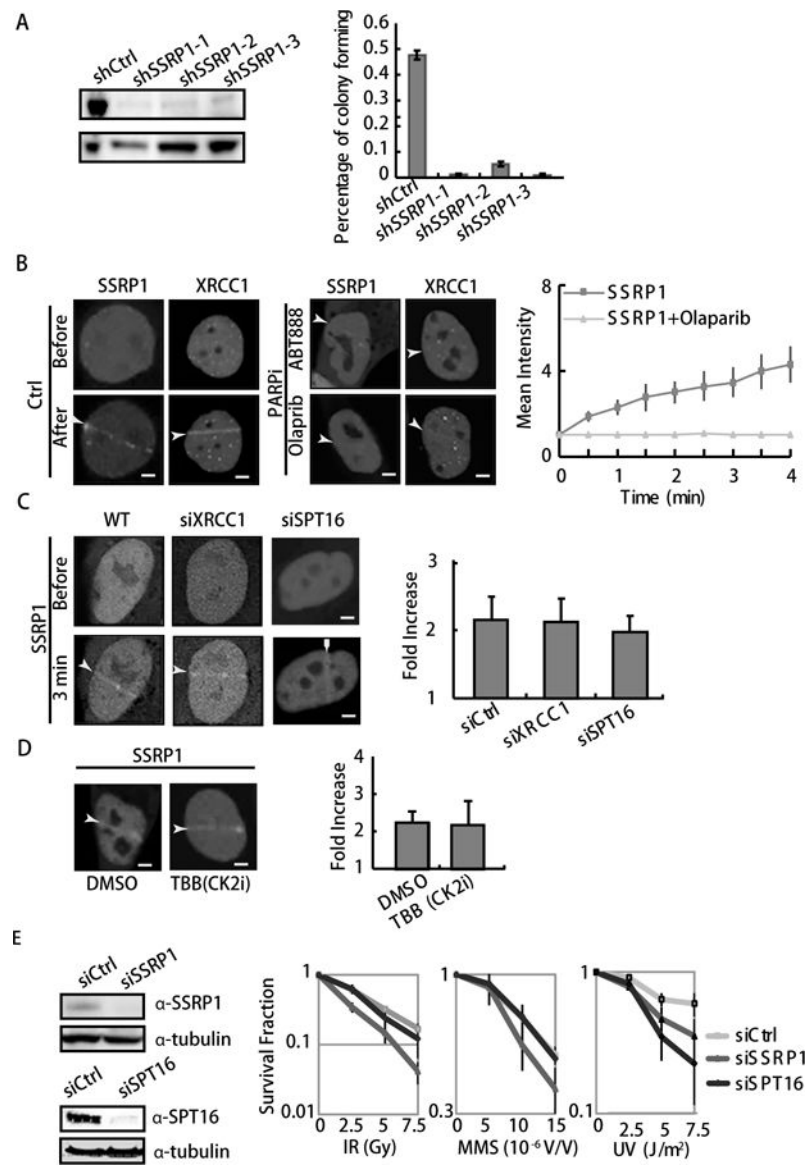 A
shCtrl
shSSRP1-1
shSSRP1-2
shSSRP1-3
Percentage of colony forming
0.5
0.4
0.3
0.2
0.1
0
shCtrl
shSSRP1-1
shSSRP1-2
shSSRP1-3
B
SSRP1 XRCC1
Ctrl
Before
After
SSRP1 XRCC1
PARPi
ABT888
Olaprib
Mean Intensity
8
4
1
SSRP1
SSRP1+Olaparib
0 1 2 3 4
Time (min)
C
WT siXRCC1 siSPT16
SSRP1
Before
3 min
Fold Increase
3
2
1
siCtrl
siXRCC1
siSPT16
D
SSRP1
DMSO TBB(CK2i)
Fold Increase
4
3
2
1
DMSO
TBB (CK2i)
E
siCtrl
siSSRP1
α-SSRP1
α-tubulin
siCtrl
siSPT16
α-SPT16
α-tubulin
Survival Fraction
1
0.1
0.01
0 2.5 5 7.5
IR (Gy)
1
0.3
0 5 10 15
MMS (10⁻⁶ V/V)
1
0.1
0 2.5 5 7.5
UV (J/m²)
siCtrl
siSSRP1
siSPT16